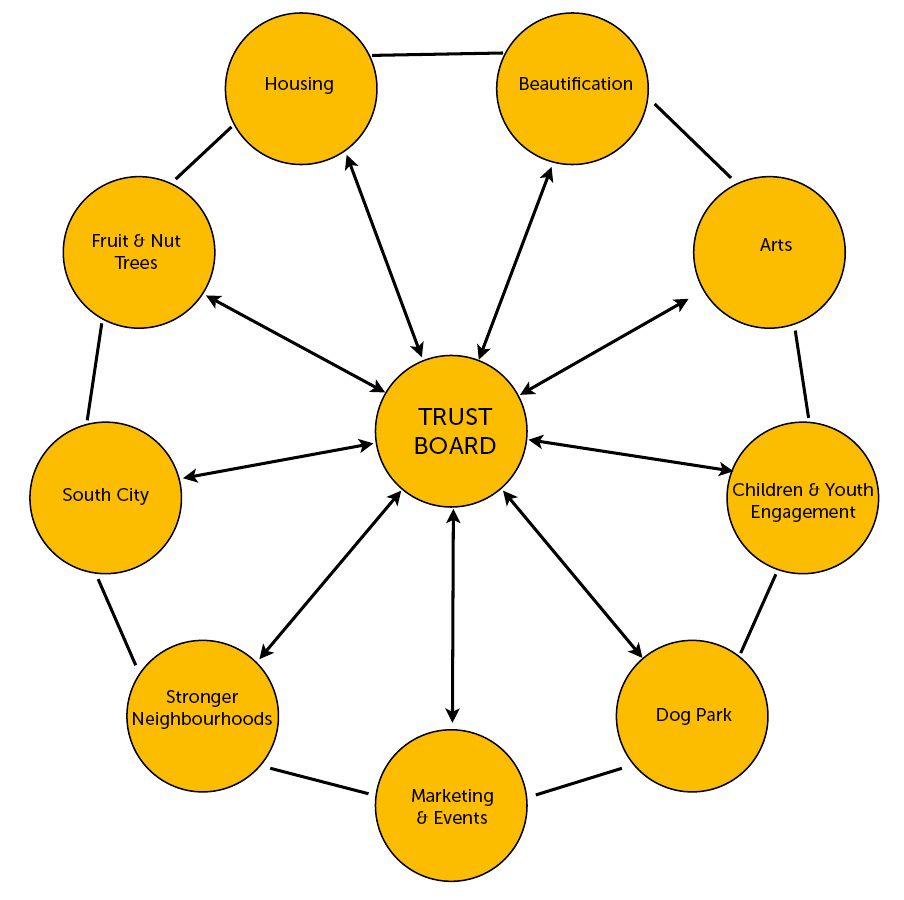 Housing
Beautification
Fruit & Nut
Trees
Arts
TRUST
BOARD
South City
Children & Youth
Engagement
Stronger
Neighbourhoods
Dog Park
Marketing
& Events